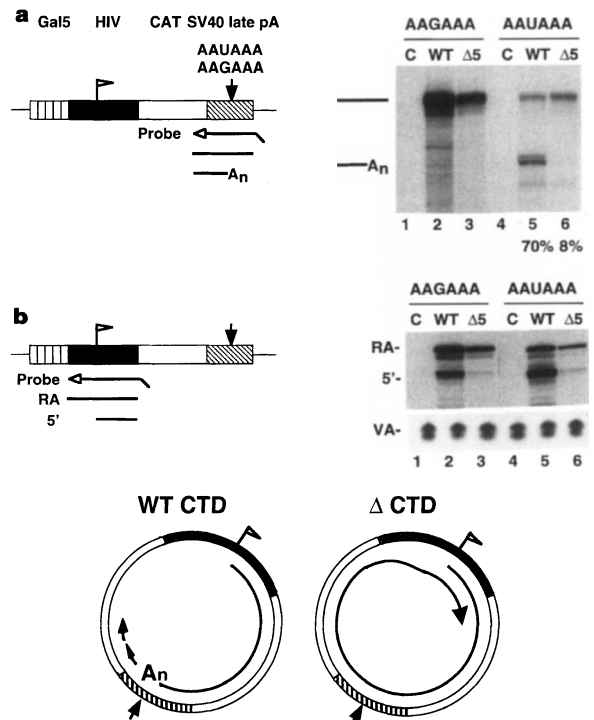 a
Gal5 HIV CAT SV40 late pA
AAUAAA
AAGAAA
Probe
An
AAGAAA AAUAAA
C WT Δ5 C WT Δ5
An
1 2 3 4 5 6
70% 8%
b
Probe
RA
5'
AAGAAA AAUAAA
C WT Δ5 C WT Δ5
RA-
5'-
VA-
1 2 3 4 5 6
WT CTD Δ CTD
An